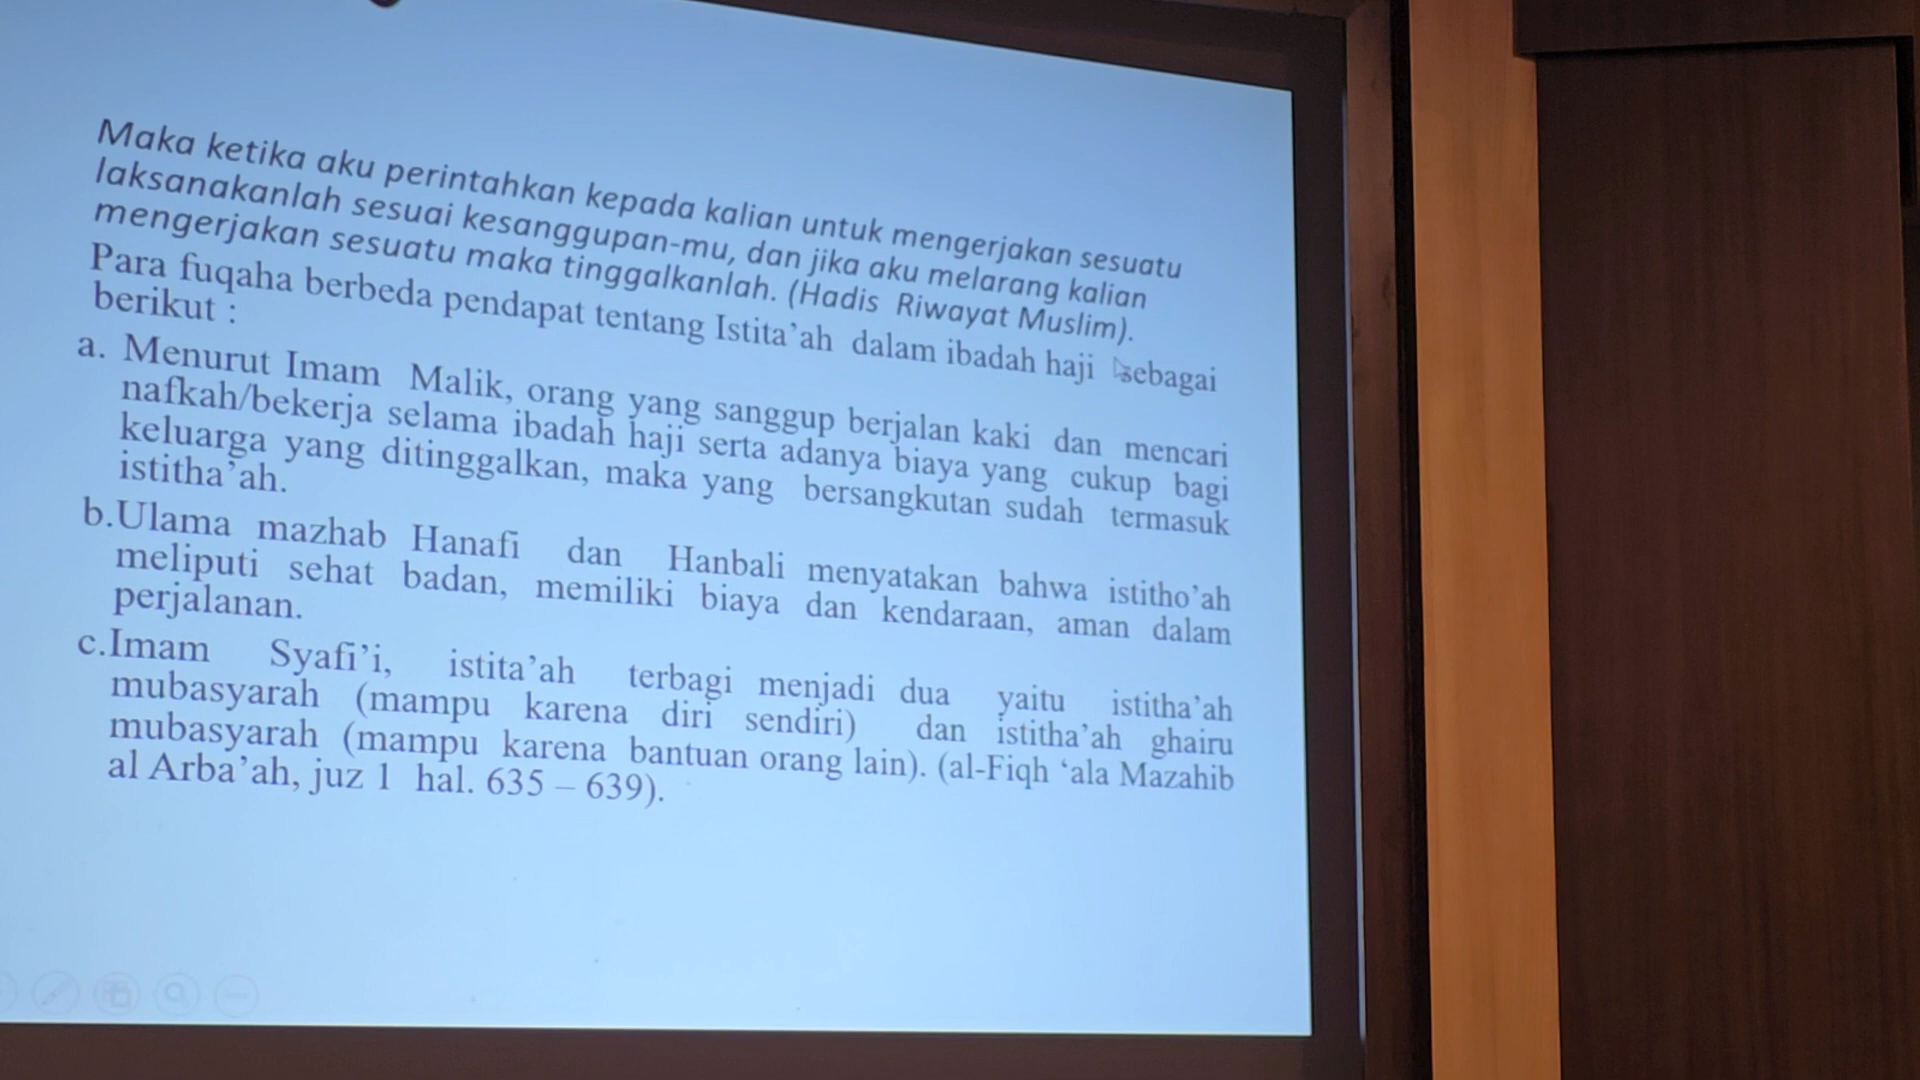 Maka ketika aku perintahkan kepada kalian untuk mengerjakan sesuatu
laksanakanlah sesuai kesanggupan-mu, dan jika aku melarang kalian
mengerjakan sesuatu maka tinggalkanlah. (Hadis Riwayat Muslim).
Para fuqaha berbeda pendapat tentang Istita’ah dalam ibadah haji sebagai
berikut :
a. Menurut Imam Malik, orang yang sanggup berjalan kaki dan mencari
nafkah/bekerja selama ibadah haji serta adanya biaya yang cukup bagi
keluarga yang ditinggalkan, maka yang bersangkutan sudah termasuk
istitha’ah.
b.Ulama mazhab Hanafi dan Hanbali menyatakan bahwa istitho’ah
meliputi sehat badan, memiliki biaya dan kendaraan, aman dalam
perjalanan.
c.Imam Syafi’i, istita’ah terbagi menjadi dua yaitu istitha’ah
mubasyarah (mampu karena diri sendiri) dan istitha’ah ghairu
mubasyarah (mampu karena bantuan orang lain). (al-Fiqh ‘ala Mazahib
al Arba’ah, juz 1 hal. 635 – 639).